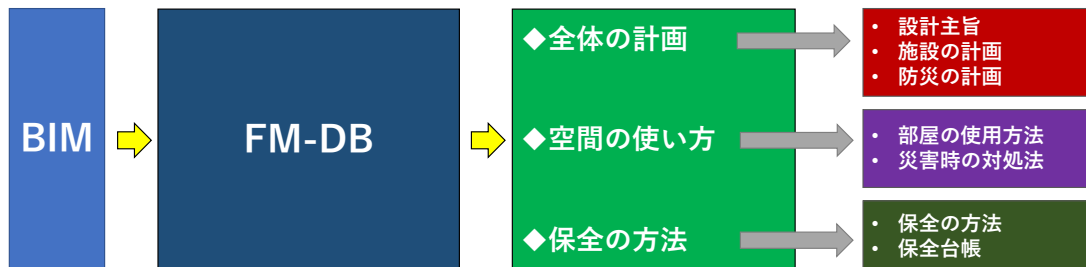 BIM
FM-DB
◆全体の計画
◆空間の使い方
◆保全の方法
• 設計主旨
• 施設の計画
• 防災の計画
• 部屋の使用方法
• 災害時の対処法
• 保全の方法
• 保全台帳